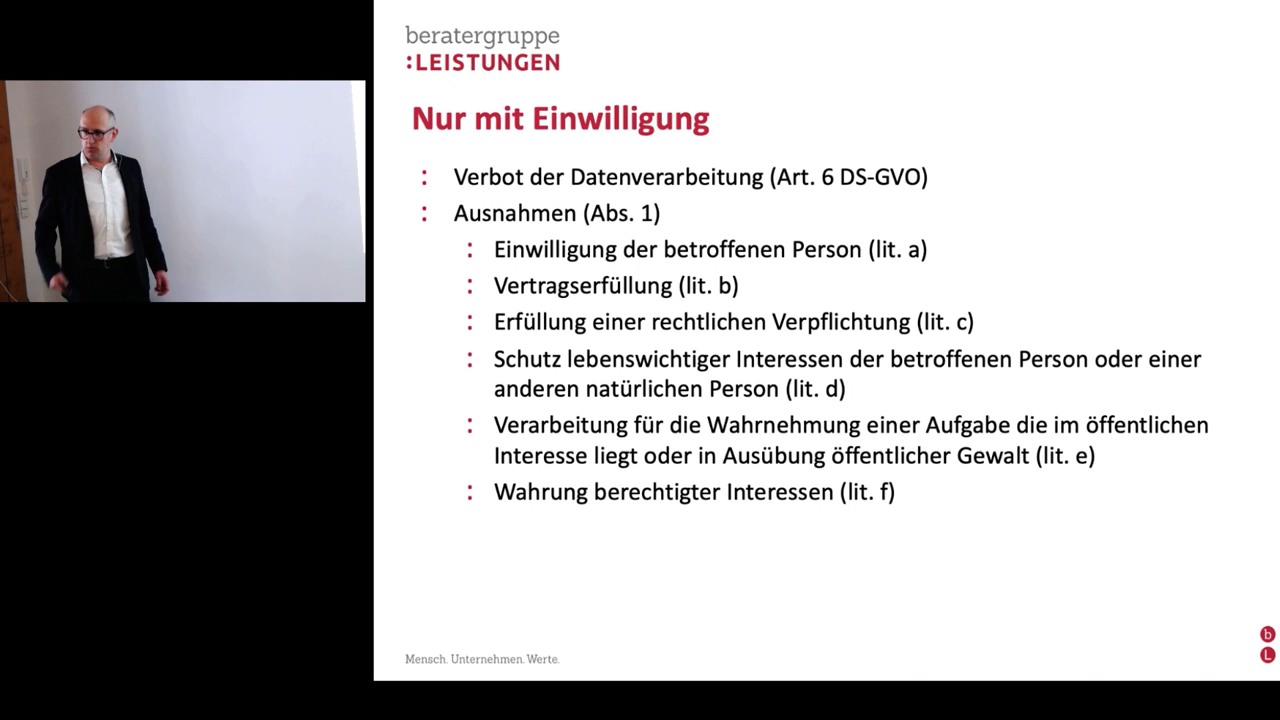 beratergruppe
:LEISTUNGEN
Nur mit Einwilligung
: Verbot der Datenverarbeitung (Art. 6 DS-GVO)
: Ausnahmen (Abs. 1)
: Einwilligung der betroffenen Person (lit. a)
: Vertragserfüllung (lit. b)
: Erfüllung einer rechtlichen Verpflichtung (lit. c)
: Schutz lebenswichtiger Interessen der betroffenen Person oder einer
anderen natürlichen Person (lit. d)
: Verarbeitung für die Wahrnehmung einer Aufgabe die im öffentlichen
Interesse liegt oder in Ausübung öffentlicher Gewalt (lit. e)
: Wahrung berechtigter Interessen (lit. f)
Mensch. Unternehmen. Werte.
b
L